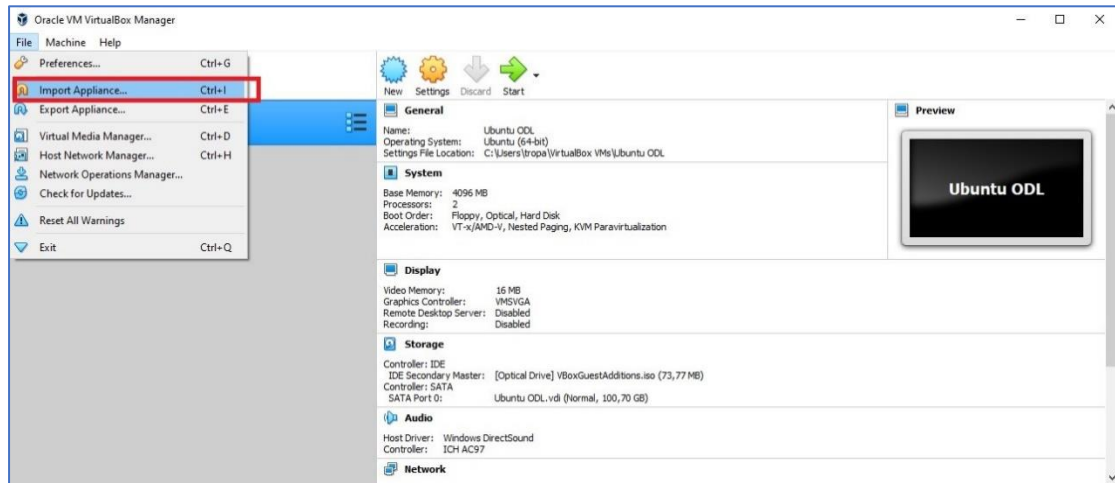 Oracle VM VirtualBox Manager
File Machine Help
Preferences... Ctrl+G
Import Appliance... Ctrl+I
Export Appliance... Ctrl+E
Virtual Media Manager... Ctrl+D
Host Network Manager... Ctrl+H
Network Operations Manager...
Check for Updates...
Reset All Warnings
Exit Ctrl+Q
New Settings Discard Start
General
Name: Ubuntu ODL
Operating System: Ubuntu (64-bit)
Settings File Location: C:\Users\tropa\VirtualBox VMs\Ubuntu ODL
System
Base Memory: 4096 MB
Processors: 2
Boot Order: Floppy, Optical, Hard Disk
Acceleration: VT-x/AMD-V, Nested Paging, KVM Paravirtualization
Preview
Ubuntu ODL
Display
Video Memory: 16 MB
Graphics Controller: VMSVGA
Remote Desktop Server: Disabled
Recording: Disabled
Storage
Controller: IDE
IDE Secondary Master: [Optical Drive] VBoxGuestAdditions.iso (73,77 MB)
Controller: SATA
SATA Port 0: Ubuntu ODL.vdi (Normal, 100,70 GB)
Audio
Host Driver: Windows DirectSound
Controller: ICH AC97
Network